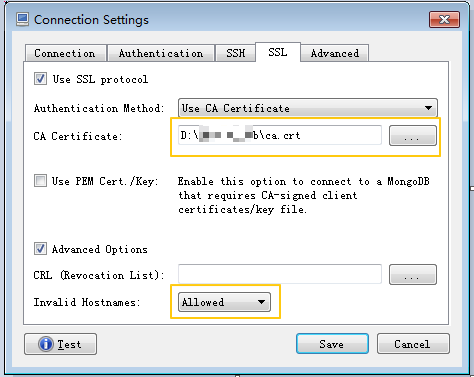 Connection Settings
Connection Authentication SSH SSL Advanced
Use SSL protocol
Authentication Method: Use CA Certificate
CA Certificate: D:\ b\ca.crt ...
Use PEM Cert./Key: Enable this option to connect to a MongoDB
that requires CA-signed client
certificates/key file.
Advanced Options
CRL (Revocation List): ...
Invalid Hostnames: Allowed
Test Save Cancel